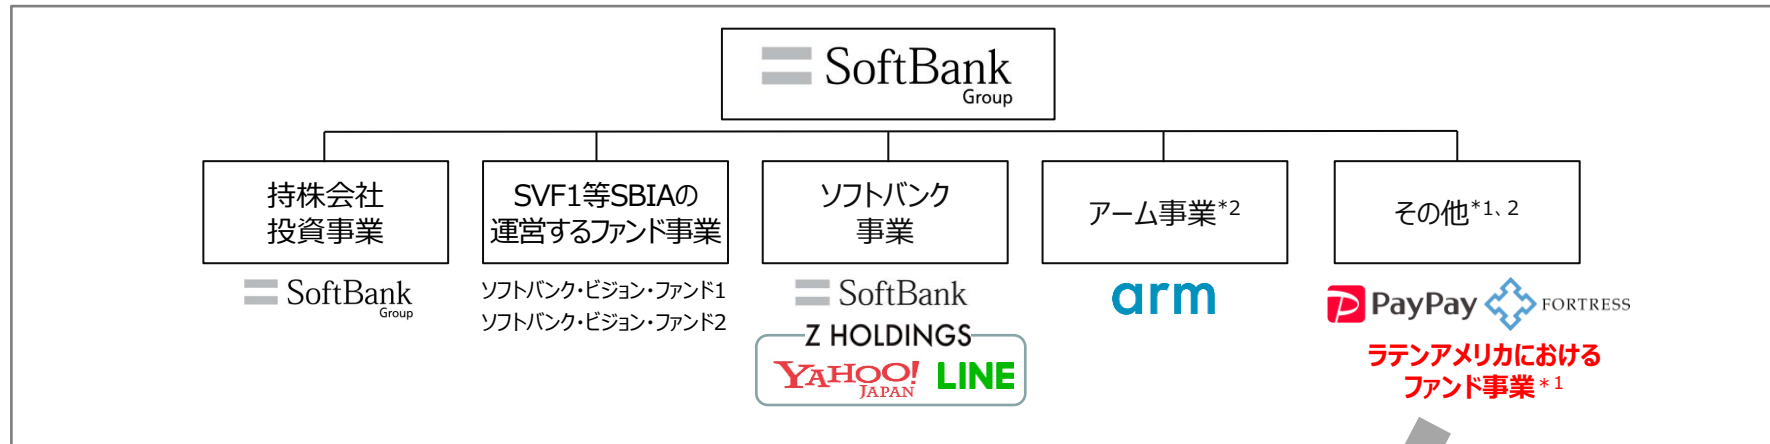 SoftBank
Group
持株会社
投資事業
SVF1等SBIAの
運営するファンド事業
ソフトバンク
事業
アーム事業*2
その他*1、2
SoftBank
Group
ソフトバンク・ビジョン・ファンド1
ソフトバンク・ビジョン・ファンド2
SoftBank
Z HOLDINGS
YAHOO!
JAPAN
LINE
arm
PayPay
FORTRESS
ラテンアメリカにおける
ファンド事業*1